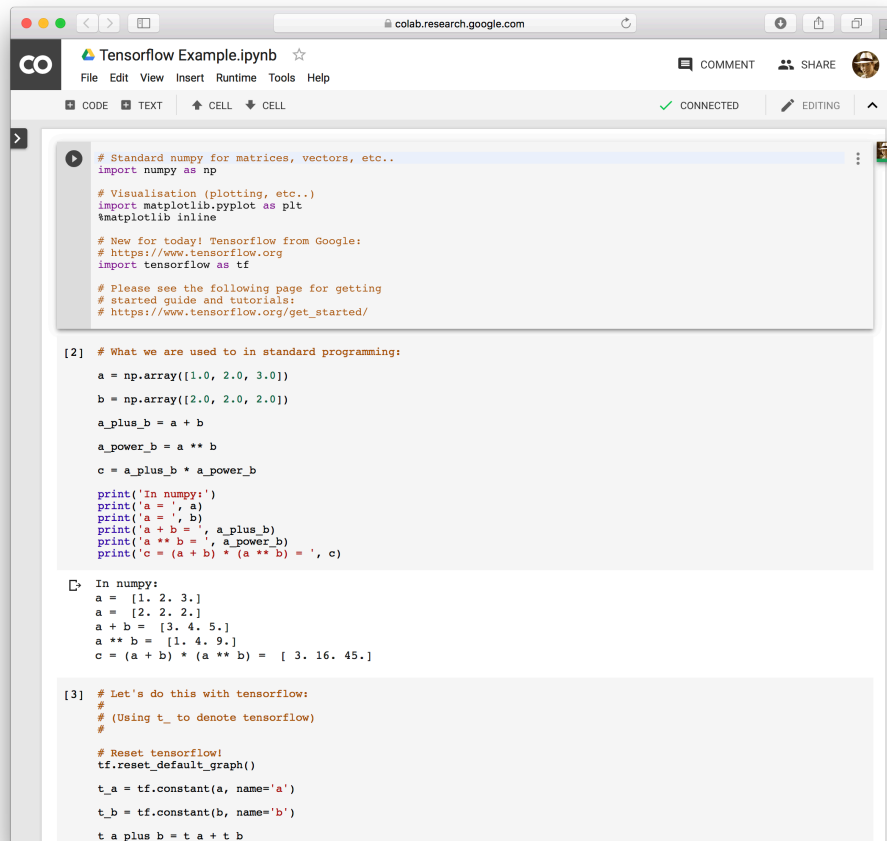 colab.research.google.com
CO
Tensorflow Example.ipynb
COMMENT
SHARE
File Edit View Insert Runtime Tools Help
CODE TEXT CELL CELL
CONNECTED
EDITING
# Standard numpy for matrices, vectors, etc..
import numpy as np
# Visualisation (plotting, etc..)
import matplotlib.pyplot as plt
%matplotlib inline
# New for today! Tensorflow from Google:
# https://www.tensorflow.org
import tensorflow as tf
# Please see the following page for getting
# started guide and tutorials:
# https://www.tensorflow.org/get_started/
[2] # What we are used to in standard programming:
a = np.array([1.0, 2.0, 3.0])
b = np.array([2.0, 2.0, 2.0])
a_plus_b = a + b
a_power_b = a ** b
c = a_plus_b * a_power_b
print('In numpy:')
print('a = ', a)
print('a = ', b)
print('a + b = ', a_plus_b)
print('a ** b = ', a_power_b)
print('c = (a + b) * (a ** b) = ', c)
In numpy:
a =  [1. 2. 3.]
a =  [2. 2. 2.]
a + b =  [3. 4. 5.]
a ** b =  [1. 4. 9.]
c = (a + b) * (a ** b) =  [ 3. 16. 45.]
[3] # Let's do this with tensorflow:
#
# (Using t_ to denote tensorflow)
#
# Reset tensorflow!
tf.reset_default_graph()
t_a = tf.constant(a, name='a')
t_b = tf.constant(b, name='b')
t_a_plus_b = t_a + t_b